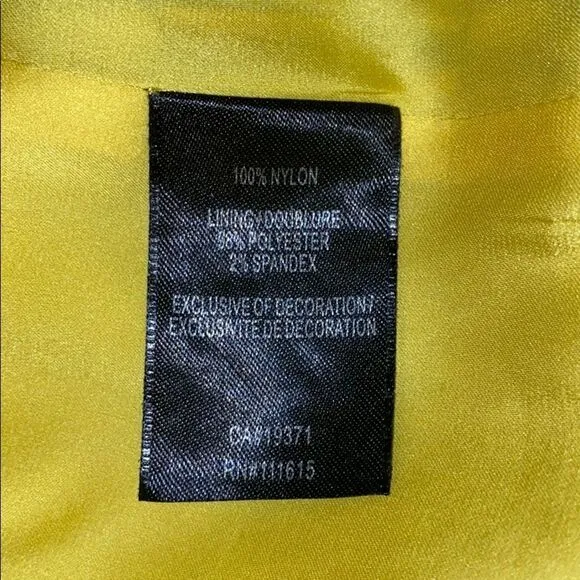 100% NYLON
LINING/DOUBLURE
98% POLYESTER
2% SPANDEX
EXCLUSIVE OF DECORATION/
EXCLUSIVITE DE DECORATION
CA#19371
RN#111615